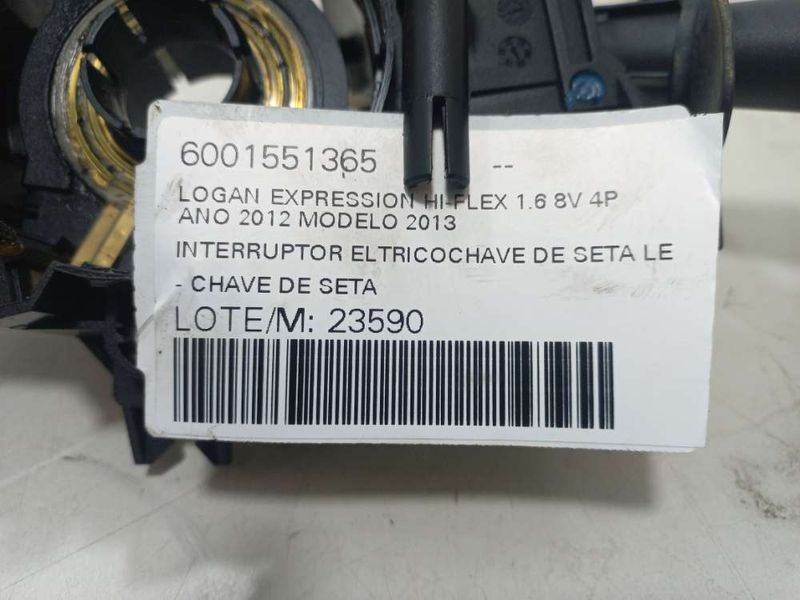 6001551365 --
LOGAN EXPRESSION HI-FLEX 1.6 8V 4P
ANO 2012 MODELO 2013
INTERRUPTOR ELTRICOCHAVE DE SETA LE
- CHAVE DE SETA
LOTE/M: 23590